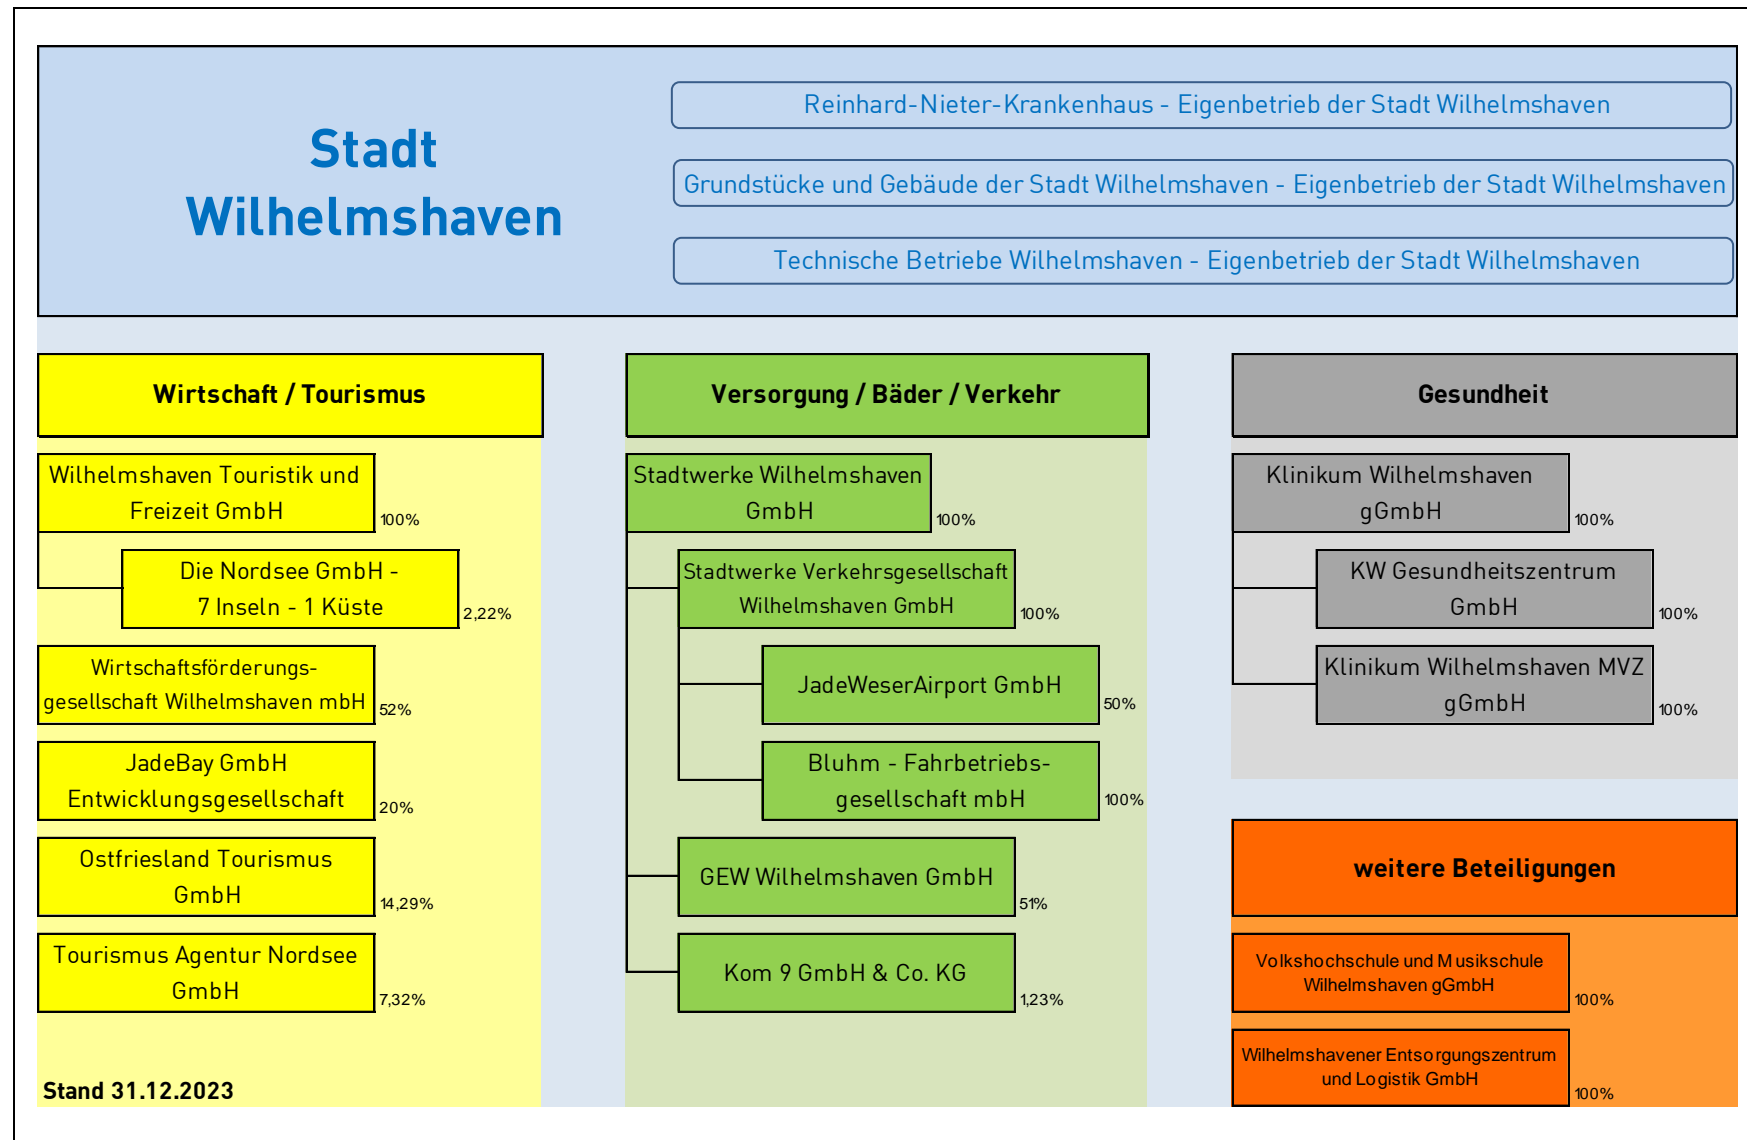 Stadt
Wilhelmshaven
Reinhard-Nieter-Krankenhaus - Eigenbetrieb der Stadt Wilhelmshaven
Grundstücke und Gebäude der Stadt Wilhelmshaven - Eigenbetrieb der Stadt Wilhelmshaven
Technische Betriebe Wilhelmshaven - Eigenbetrieb der Stadt Wilhelmshaven
Wirtschaft / Tourismus
Wilhelmshaven Touristik und
Freizeit GmbH
100%
Die Nordsee GmbH -
7 Inseln - 1 Küste
2,22%
Wirtschaftsförderungs-
gesellschaft Wilhelmshaven mbH
52%
JadeBay GmbH
Entwicklungsgesellschaft
20%
Ostfriesland Tourismus
GmbH
14,29%
Tourismus Agentur Nordsee
GmbH
7,32%
Stand 31.12.2023
Versorgung / Bäder / Verkehr
Stadtwerke Wilhelmshaven
GmbH
100%
Stadtwerke Verkehrsgesellschaft
Wilhelmshaven GmbH
100%
JadeWeserAirport GmbH
50%
Bluhm - Fahrbetriebs-
gesellschaft mbH
100%
GEW Wilhelmshaven GmbH
51%
Kom 9 GmbH & Co. KG
1,23%
Gesundheit
Klinikum Wilhelmshaven
gGmbH
100%
KW Gesundheitszentrum
GmbH
100%
Klinikum Wilhelmshaven MVZ
gGmbH
100%
weitere Beteiligungen
Volkshochschule und Musikschule
Wilhelmshaven gGmbH
100%
Wilhelmshavener Entsorgungszentrum
und Logistik GmbH
100%